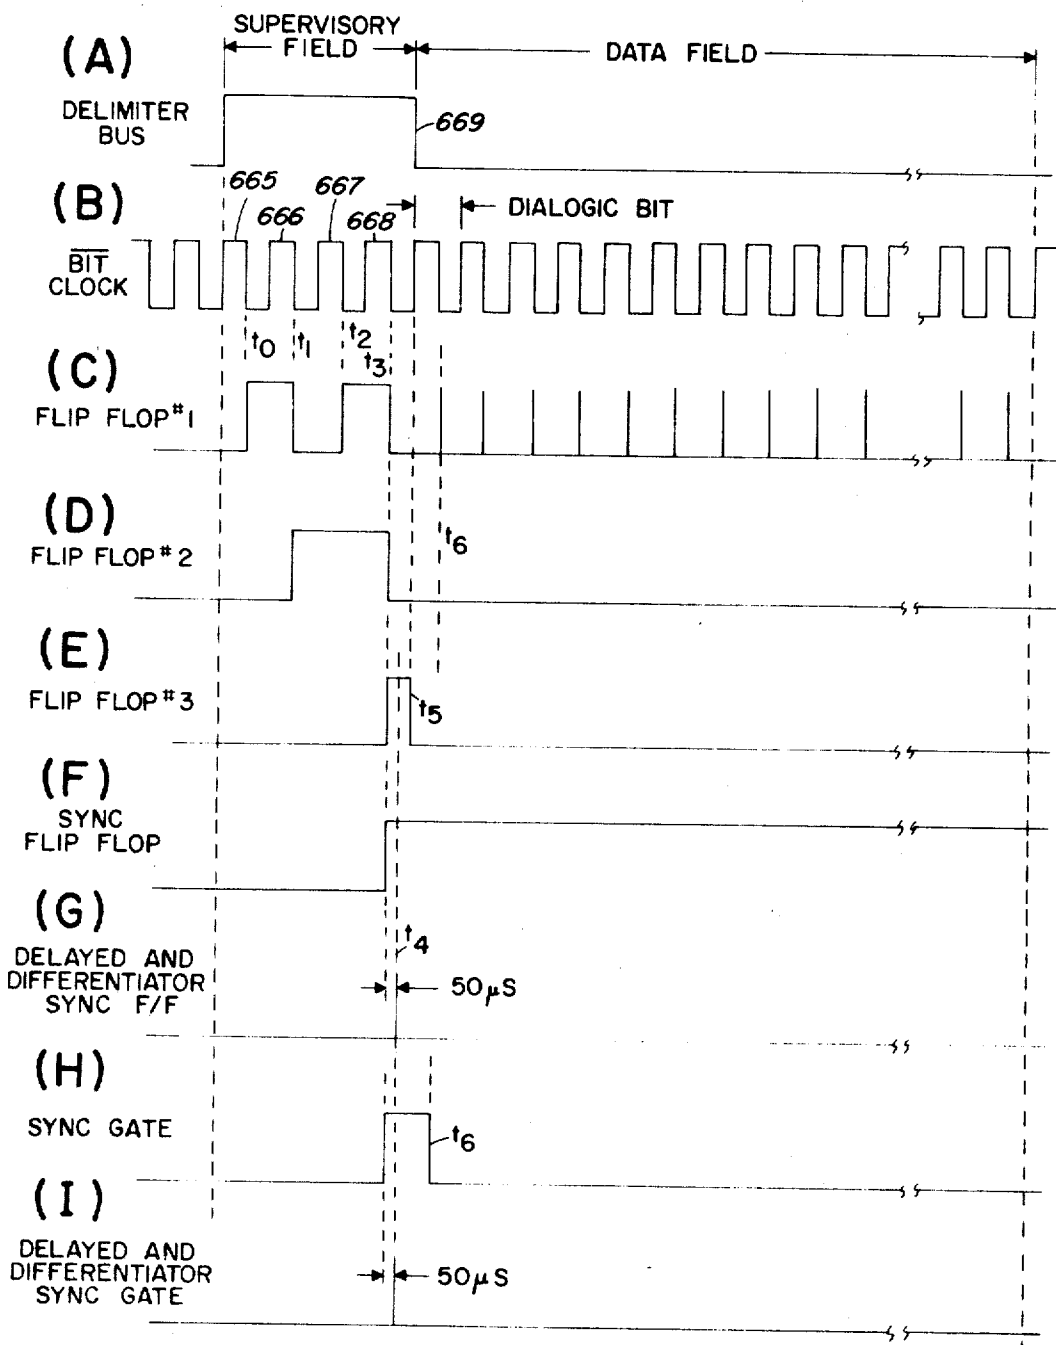 SUPERVISORY
FIELD
DATA FIELD
(A)
DELIMITER
BUS
669
(B)
665
666
667
668
DIALOGIC BIT
BIT
CLOCK
t0
t1
t2
t3
(C)
FLIP FLOP #1
(D)
FLIP FLOP #2
t6
(E)
FLIP FLOP #3
t5
(F)
SYNC
FLIP FLOP
(G)
DELAYED AND
DIFFERENTIATOR
SYNC F/F
t4
50μS
(H)
SYNC GATE
t6
(I)
DELAYED AND
DIFFERENTIATOR
SYNC GATE
50μS